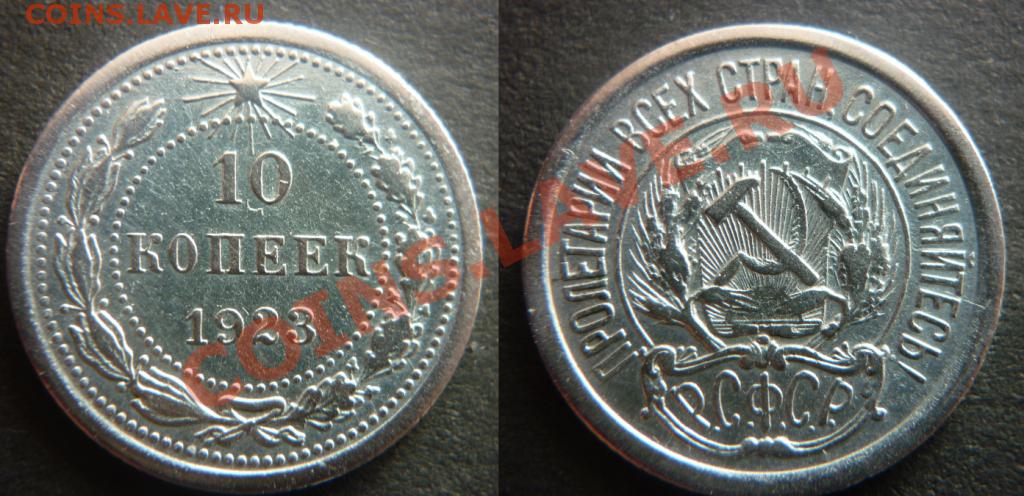 COINS.LAVE.RU
10
КОПЕЕК
1923
ПРОЛЕТАРИИ ВСЕХ СТРАН, СОЕДИНЯЙТЕСЬ!
Р.С.Ф.С.Р.
COINS.LAVE.RU